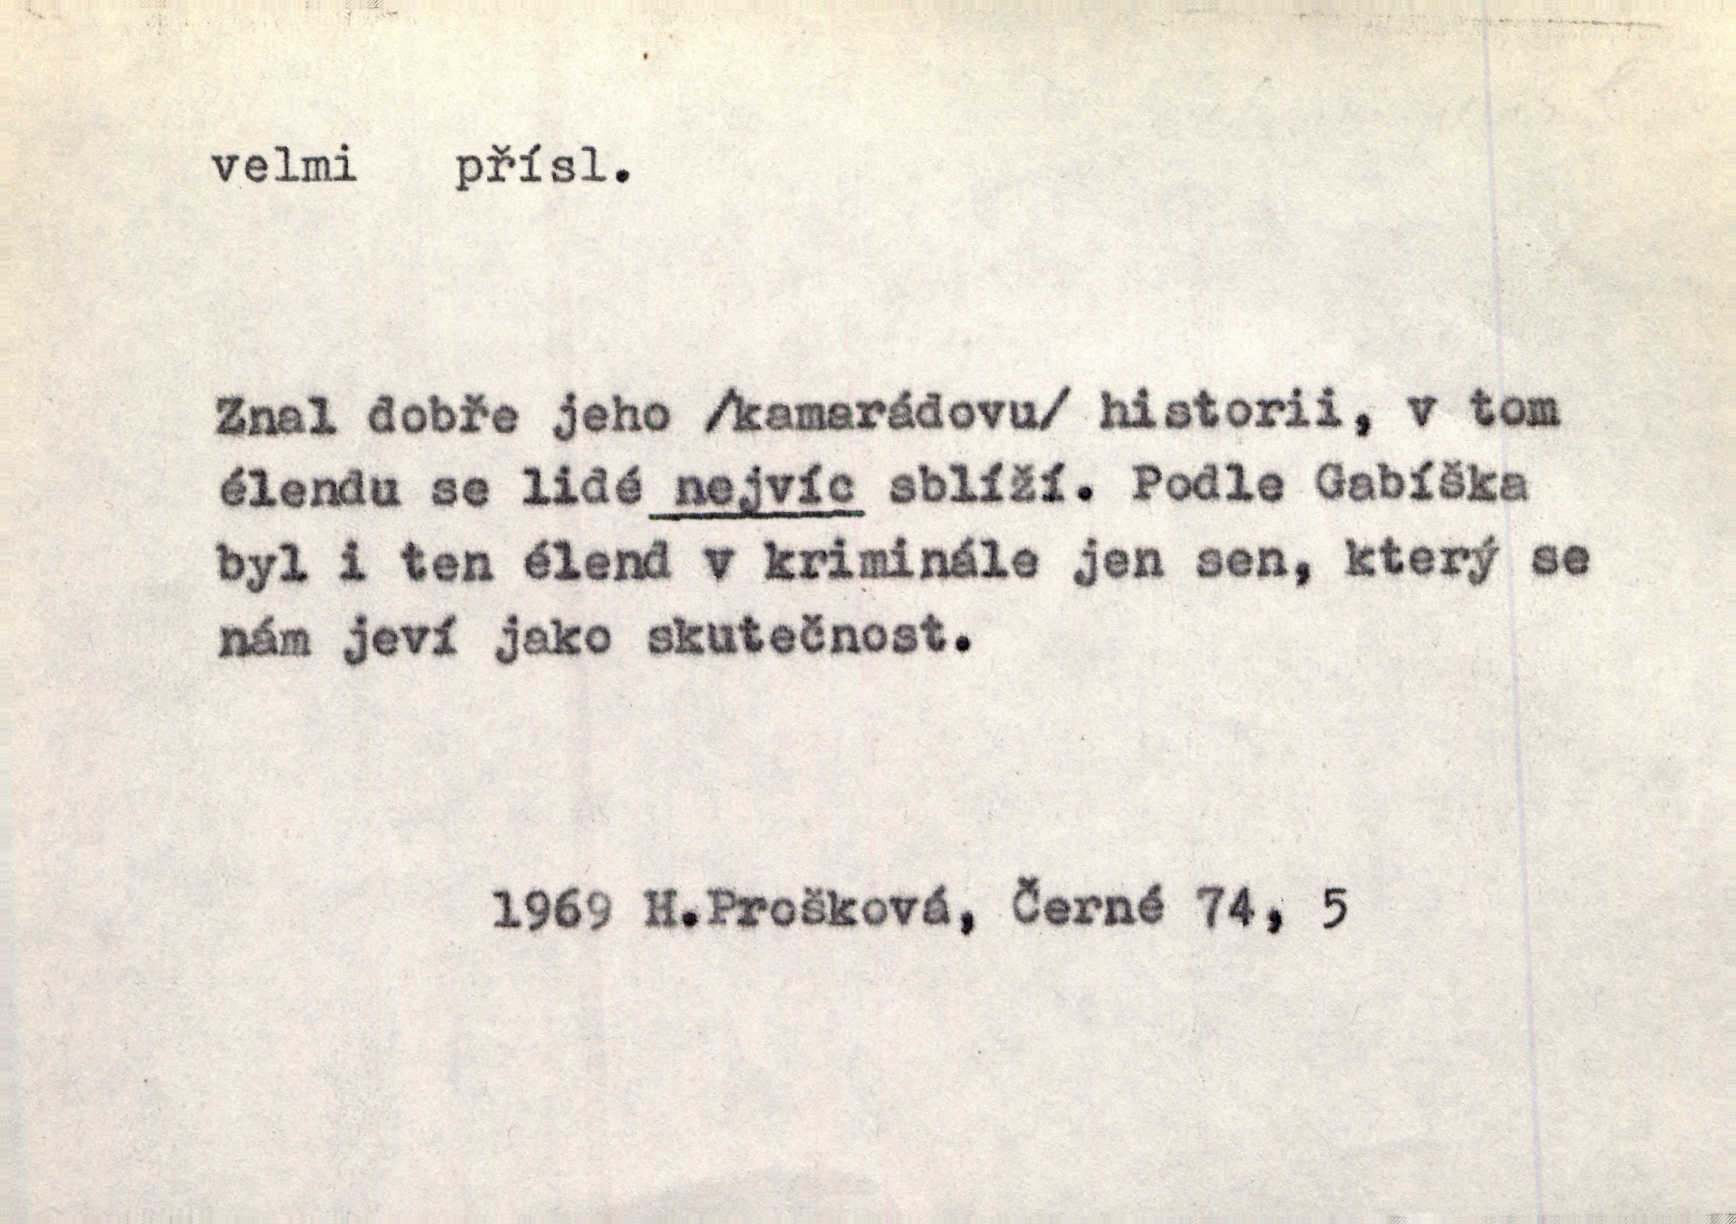 velmi přísl.
Znal dobře jeho /kamarádovu/ historii, v tom
élendu se lidé nejvíc sblíží. Podle Gabíška
byl i ten élend v kriminále jen sen, který se
nám jeví jako skutečnost.
1969 H.Prošková, Černé 74, 5